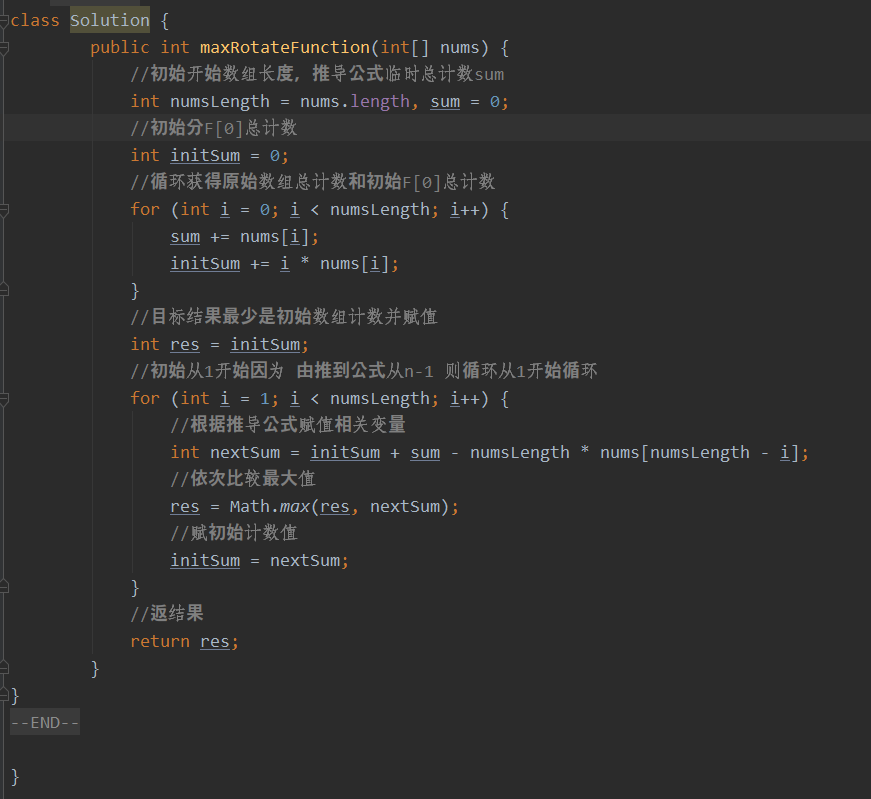 class Solution {
public int maxRotateFunction(int[] nums) {
//初始开始数组长度，推导公式临时总计数sum
int numsLength = nums.length, sum = 0;
//初始分F[0]总计数
int initSum = 0;
//循环获得原始数组总计数和初始F[0]总计数
for (int i = 0; i < numsLength; i++) {
sum += nums[i];
initSum += i * nums[i];
}
//目标结果最少是初始数组计数并赋值
int res = initSum;
//初始从1开始因为 由推到公式从n-1 则循环从1开始循环
for (int i = 1; i < numsLength; i++) {
//根据推导公式赋值相关变量
int nextSum = initSum + sum - numsLength * nums[numsLength - i];
//依次比较最大值
res = Math.max(res, nextSum);
//赋初始计数值
initSum = nextSum;
}
//返结果
return res;
}
}
--END--
}